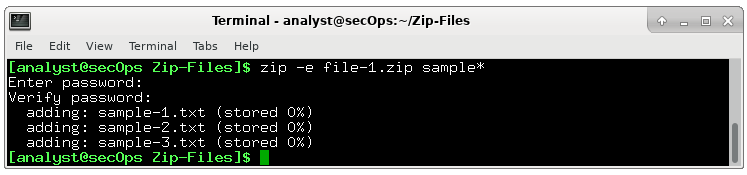 Terminal - analyst@secOps:~/Zip-Files
File Edit View Terminal Tabs Help
[analyst@secOps Zip-Files]$ zip -e file-1.zip sample*
Enter password:
Verify password:
  adding: sample-1.txt (stored 0%)
  adding: sample-2.txt (stored 0%)
  adding: sample-3.txt (stored 0%)
[analyst@secOps Zip-Files]$